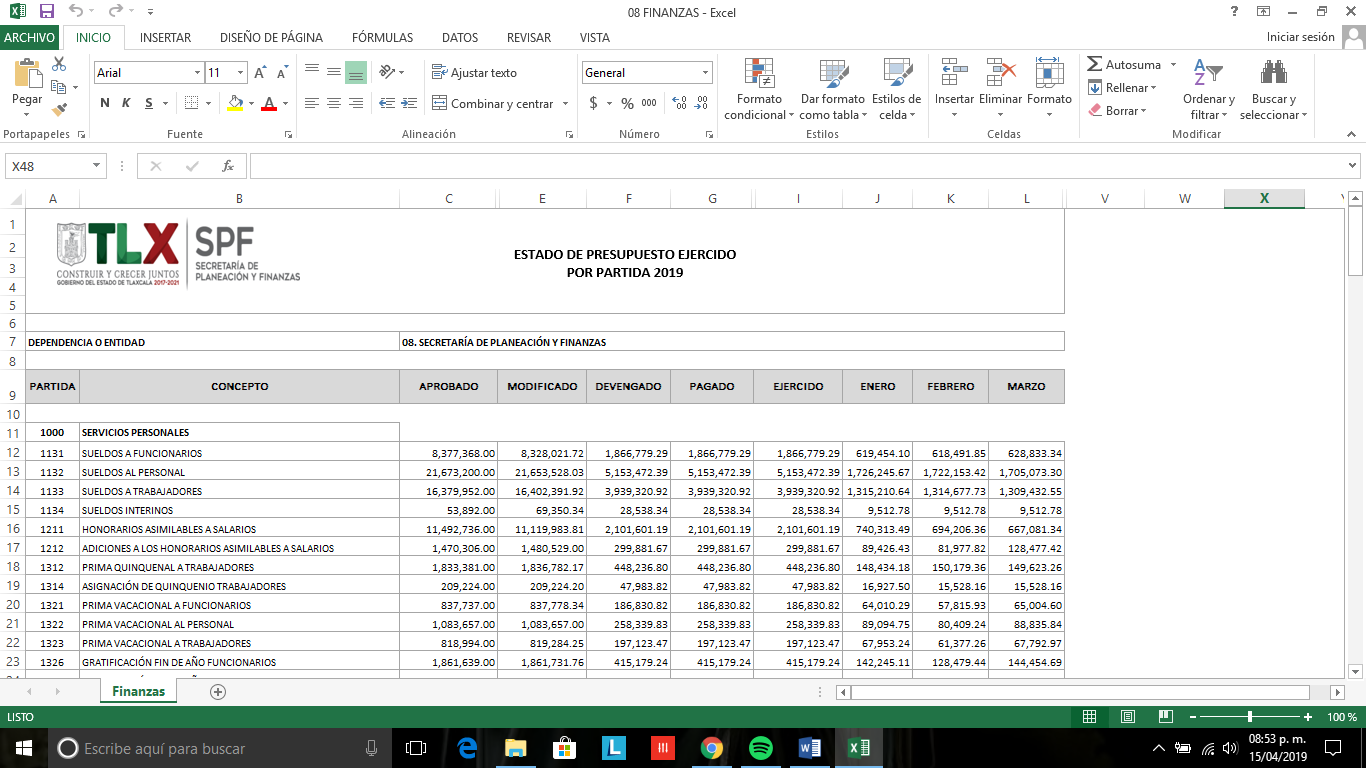 08 FINANZAS - Excel
ARCHIVO INICIO INSERTAR DISEÑO DE PÁGINA FÓRMULAS DATOS REVISAR VISTA Iniciar sesión
Pegar
Portapapeles
Arial 11
N K S
Fuente
Ajustar texto
Combinar y centrar
Alineación
General
$ % 000
Número
Formato condicional
Dar formato como tabla
Estilos de celda
Estilos
Insertar Eliminar Formato
Celdas
Autosuma
Rellenar
Borrar
Ordenar y filtrar
Buscar y seleccionar
Modificar
X48 fx
A B C E F G I J K L V W X
1
2
3
4
5
TLX SPF
SECRETARÍA DE
PLANEACIÓN Y FINANZAS
CONSTRUIR Y CRECER JUNTOS
GOBIERNO DEL ESTADO DE TLAXCALA 2017-2021
ESTADO DE PRESUPUESTO EJERCIDO
POR PARTIDA 2019
6
7 DEPENDENCIA O ENTIDAD 08. SECRETARÍA DE PLANEACIÓN Y FINANZAS
8
9 PARTIDA CONCEPTO APROBADO MODIFICADO DEVENGADO PAGADO EJERCIDO ENERO FEBRERO MARZO
10
11 1000 SERVICIOS PERSONALES
12 1131 SUELDOS A FUNCIONARIOS 8,377,368.00 8,328,021.72 1,866,779.29 1,866,779.29 1,866,779.29 619,454.10 618,491.85 628,833.34
13 1132 SUELDOS AL PERSONAL 21,673,200.00 21,653,528.03 5,153,472.39 5,153,472.39 5,153,472.39 1,726,245.67 1,722,153.42 1,705,073.30
14 1133 SUELDOS A TRABAJADORES 16,379,952.00 16,402,391.92 3,939,320.92 3,939,320.92 3,939,320.92 1,315,210.64 1,314,677.73 1,309,432.55
15 1134 SUELDOS INTERINOS 53,892.00 69,350.34 28,538.34 28,538.34 28,538.34 9,512.78 9,512.78 9,512.78
16 1211 HONORARIOS ASIMILABLES A SALARIOS 11,492,736.00 11,119,983.81 2,101,601.19 2,101,601.19 2,101,601.19 740,313.49 694,206.36 667,081.34
17 1212 ADICIONES A LOS HONORARIOS ASIMILABLES A SALARIOS 1,470,306.00 1,480,529.00 299,881.67 299,881.67 299,881.67 89,426.43 81,977.82 128,477.42
18 1312 PRIMA QUINQUENAL A TRABAJADORES 1,833,381.00 1,836,782.17 448,236.80 448,236.80 448,236.80 148,434.18 150,179.36 149,623.26
19 1314 ASIGNACIÓN DE QUINQUENIO TRABAJADORES 209,224.00 209,224.20 47,983.82 47,983.82 47,983.82 16,927.50 15,528.16 15,528.16
20 1321 PRIMA VACACIONAL A FUNCIONARIOS 837,737.00 837,778.34 186,830.82 186,830.82 186,830.82 64,010.29 57,815.93 65,004.60
21 1322 PRIMA VACACIONAL AL PERSONAL 1,083,657.00 1,083,657.00 258,339.83 258,339.83 258,339.83 89,094.75 80,409.24 88,835.84
22 1323 PRIMA VACACIONAL A TRABAJADORES 818,994.00 819,284.25 197,123.47 197,123.47 197,123.47 67,953.24 61,377.26 67,792.97
23 1326 GRATIFICACIÓN FIN DE AÑO FUNCIONARIOS 1,861,639.00 1,861,731.76 415,179.24 415,179.24 415,179.24 142,245.11 128,479.44 144,454.69
Finanzas
LISTO 100 %
Escribe aquí para buscar
08:53 p. m.
15/04/2019